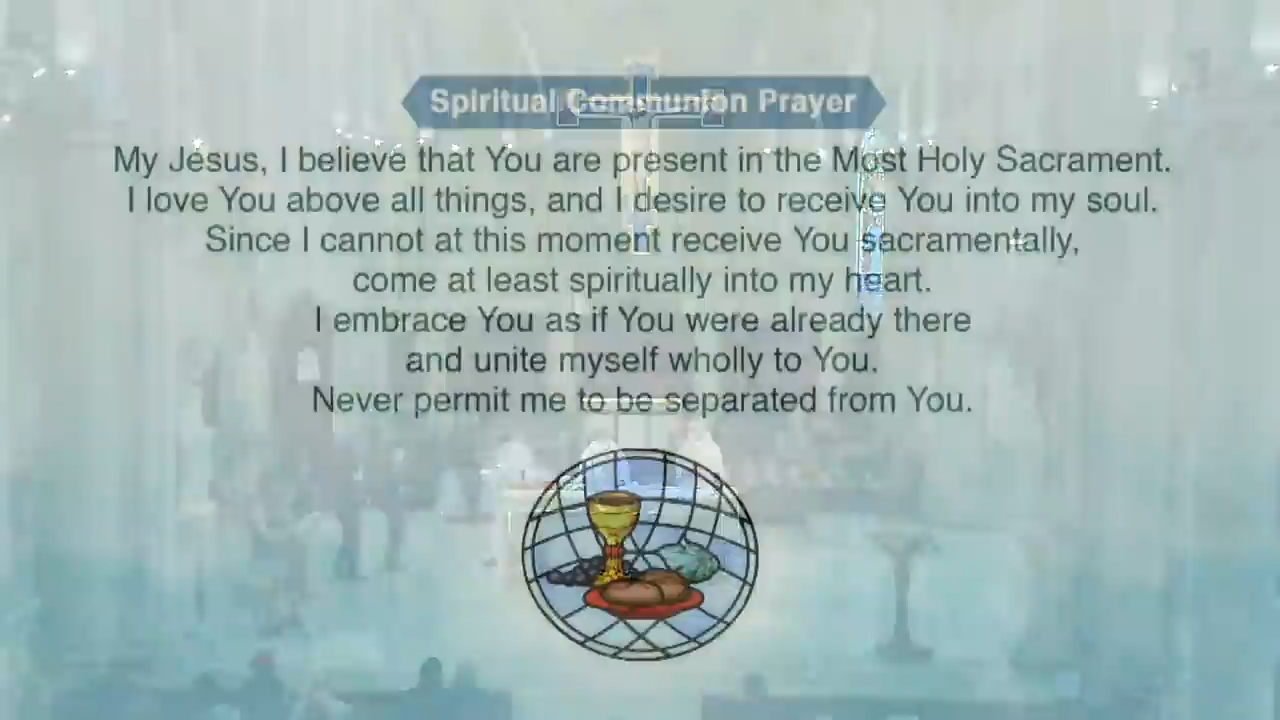 Spiritual Communion Prayer
My Jesus, I believe that You are present in the Most Holy Sacrament.
I love You above all things, and I desire to receive You into my soul.
Since I cannot at this moment receive You sacramentally,
come at least spiritually into my heart.
I embrace You as if You were already there
and unite myself wholly to You.
Never permit me to be separated from You.